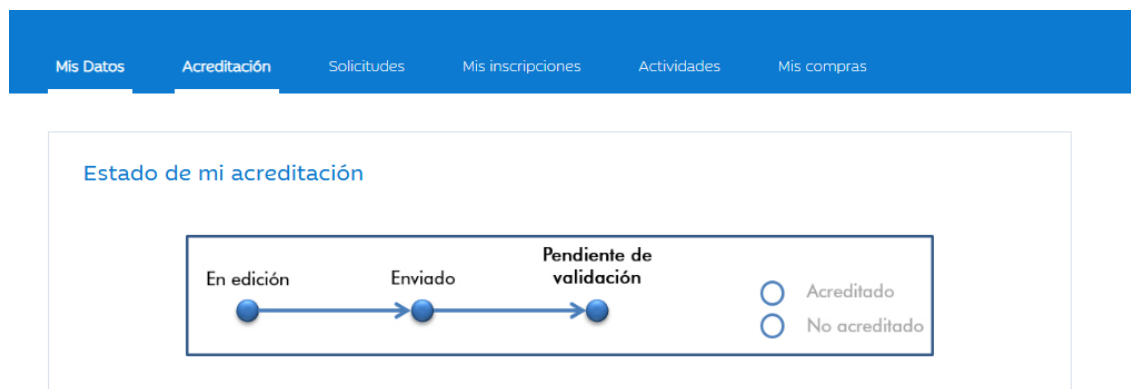 Mis Datos Acreditación Solicitudes Mis inscripciones Actividades Mis compras
Estado de mi acreditación
En edición
Enviado
Pendiente de
validación
Acreditado
No acreditado